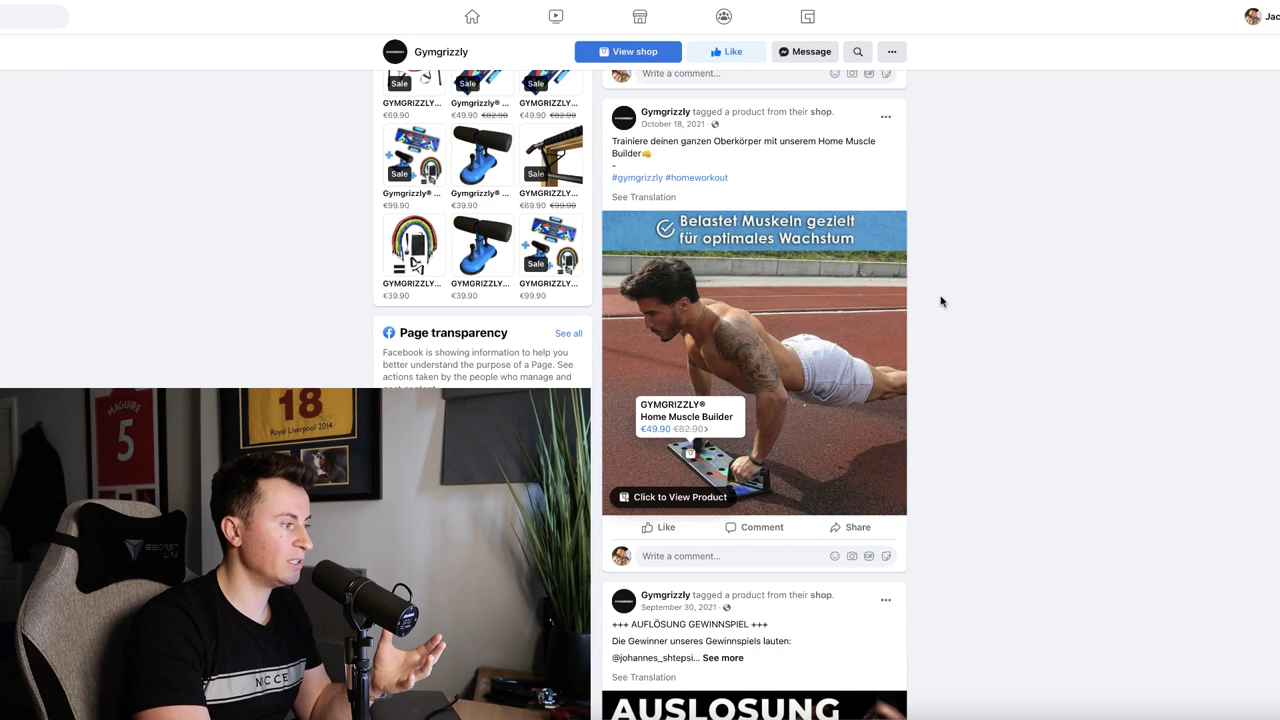 Jac
Gymgrizzly
View shop
Like
Message
Sale
Sale
Sale
GYMGRIZZLY...
Gymgrizzly® ...
GYMGRIZZLY...
€69.90
€49.90 €82.90
€49.90 €82.90
Sale
Sale
Gymgrizzly® ...
Gymgrizzly® ...
GYMGRIZZLY...
€99.90
€39.90
€69.90 €99.90
Sale
GYMGRIZZLY...
GYMGRIZZLY...
GYMGRIZZLY...
€39.90
€39.90
€99.90
Page transparency
See all
Facebook is showing information to help you
better understand the purpose of a Page. See
actions taken by the people who manage and
Write a comment...
Gymgrizzly tagged a product from their shop.
October 18, 2021 ·
Trainiere deinen ganzen Oberkörper mit unserem Home Muscle
Builder
-
#gymgrizzly #homeworkout
See Translation
Belastet Muskeln gezielt
für optimales Wachstum
GYMGRIZZLY®
Home Muscle Builder
€49.90 €82.90>
Click to View Product
Like
Comment
Share
Write a comment...
Gymgrizzly tagged a product from their shop.
September 30, 2021 ·
+++ AUFLÖSUNG GEWINNSPIEL +++
Die Gewinner unseres Gewinnspiels lauten:
@johannes_shtepsi... See more
See Translation
AUSLOSUNG
MAGUIRE
5
18
Royal Liverpool 2014
NICCE